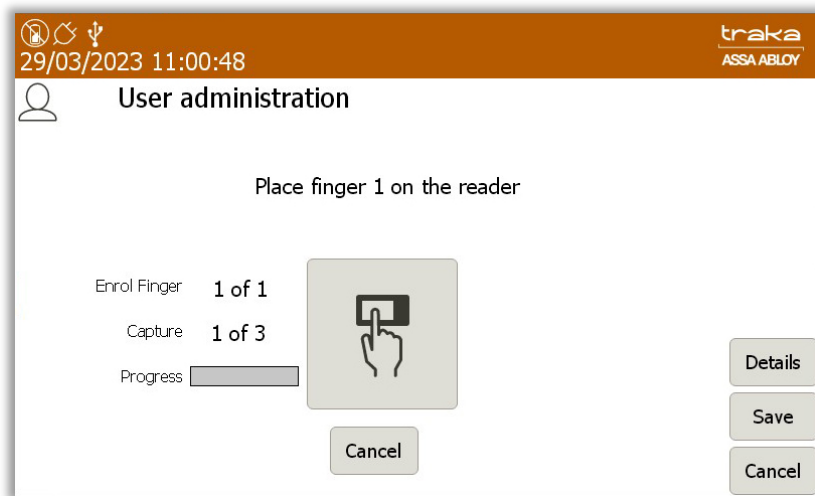 traka
29/03/2023 11:00:48
ASSA ABLOY
User administration
Place finger 1 on the reader
Enrol Finger 1 of 1
Capture 1 of 3
Progress
Details
Save
Cancel
Cancel